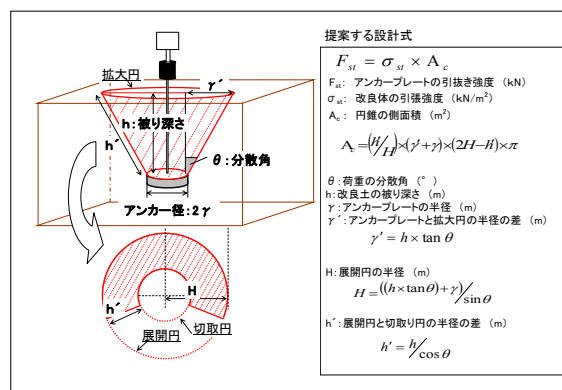 拡大円
γ´
h:被り深さ
h´
θ:分散角
アンカー径:2γ
H
h´
切取円
展開円
提案する設計式
F_st = σ_st × A_c
F_st: アンカープレートの引抜き強度 (kN)
σ_st: 改良体の引張強度 (kN/m²)
A_c: 円錐の側面積 (m²)
A_c=(h'/H)×(γ'+γ)×(2H-h')×π
θ:荷重の分散角 (°)
h:改良土の被り深さ (m)
γ:アンカープレートの半径 (m)
γ´:アンカープレートと拡大円の半径の差 (m)
γ'=h×tanθ
H:展開円の半径 (m)
H=((h×tanθ)+γ)/sinθ
h´:展開円と切取り円の半径の差 (m)
h'=h/cosθ